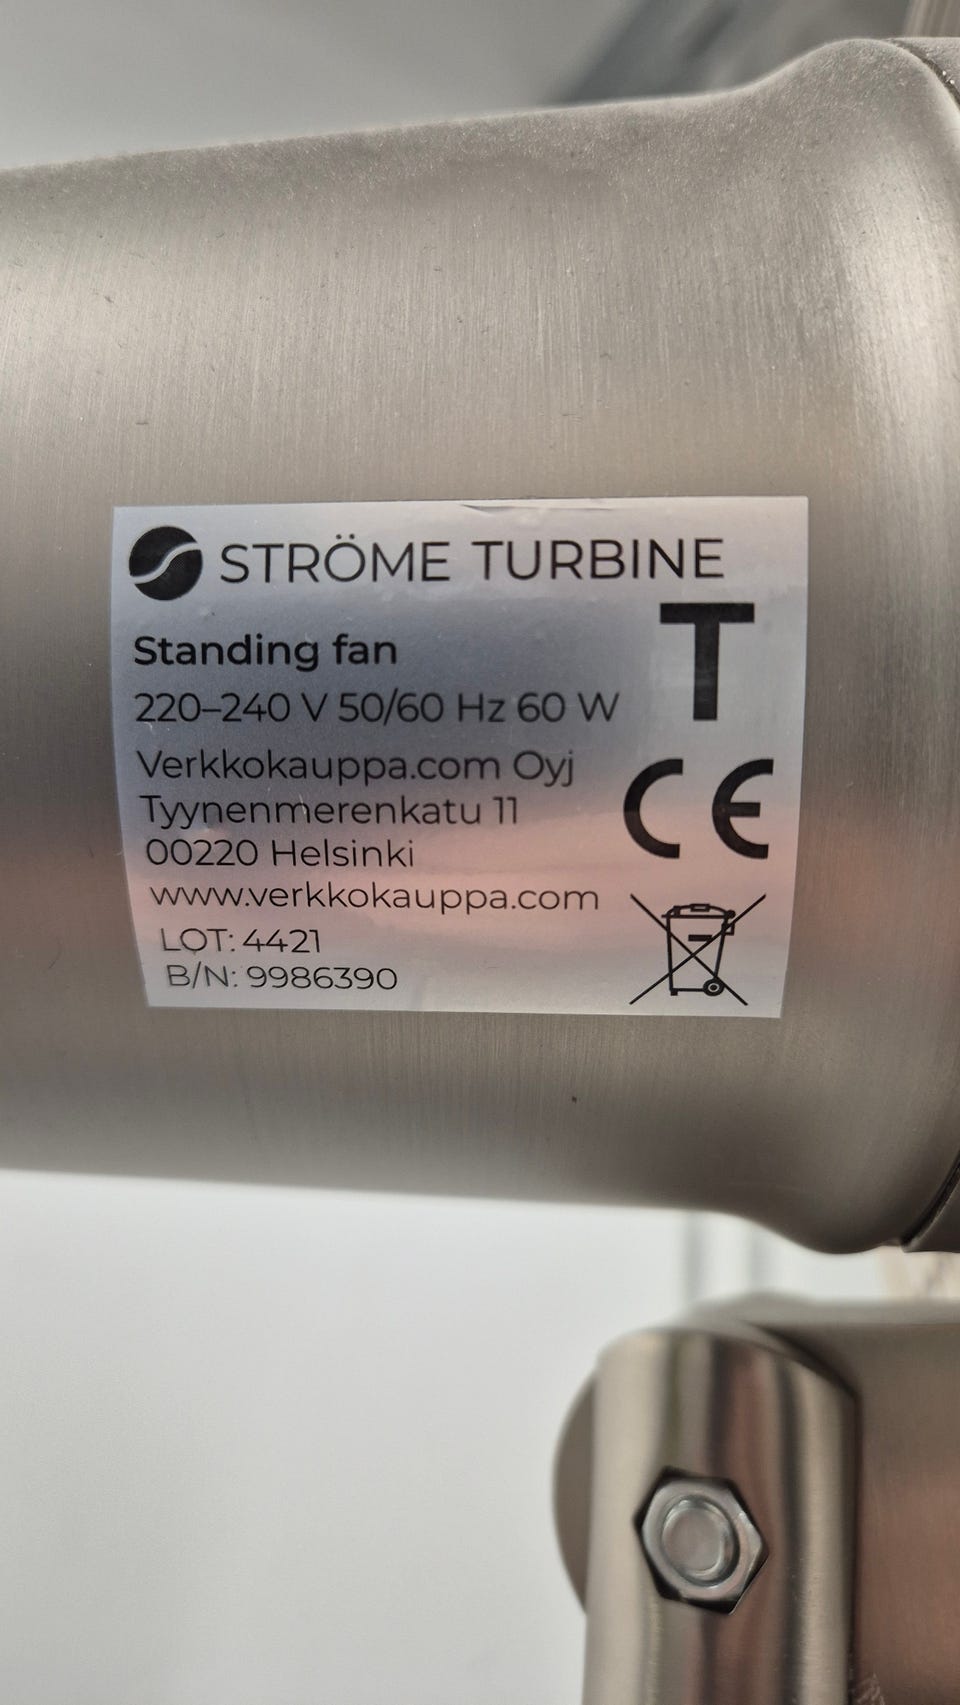 STRÖME TURBINE
T
Standing fan
220–240 V 50/60 Hz 60 W
Verkkokauppa.com Oyj
Tyynenmerenkatu 11
00220 Helsinki
www.verkkokauppa.com
CE
LOT: 4421
B/N: 9986390